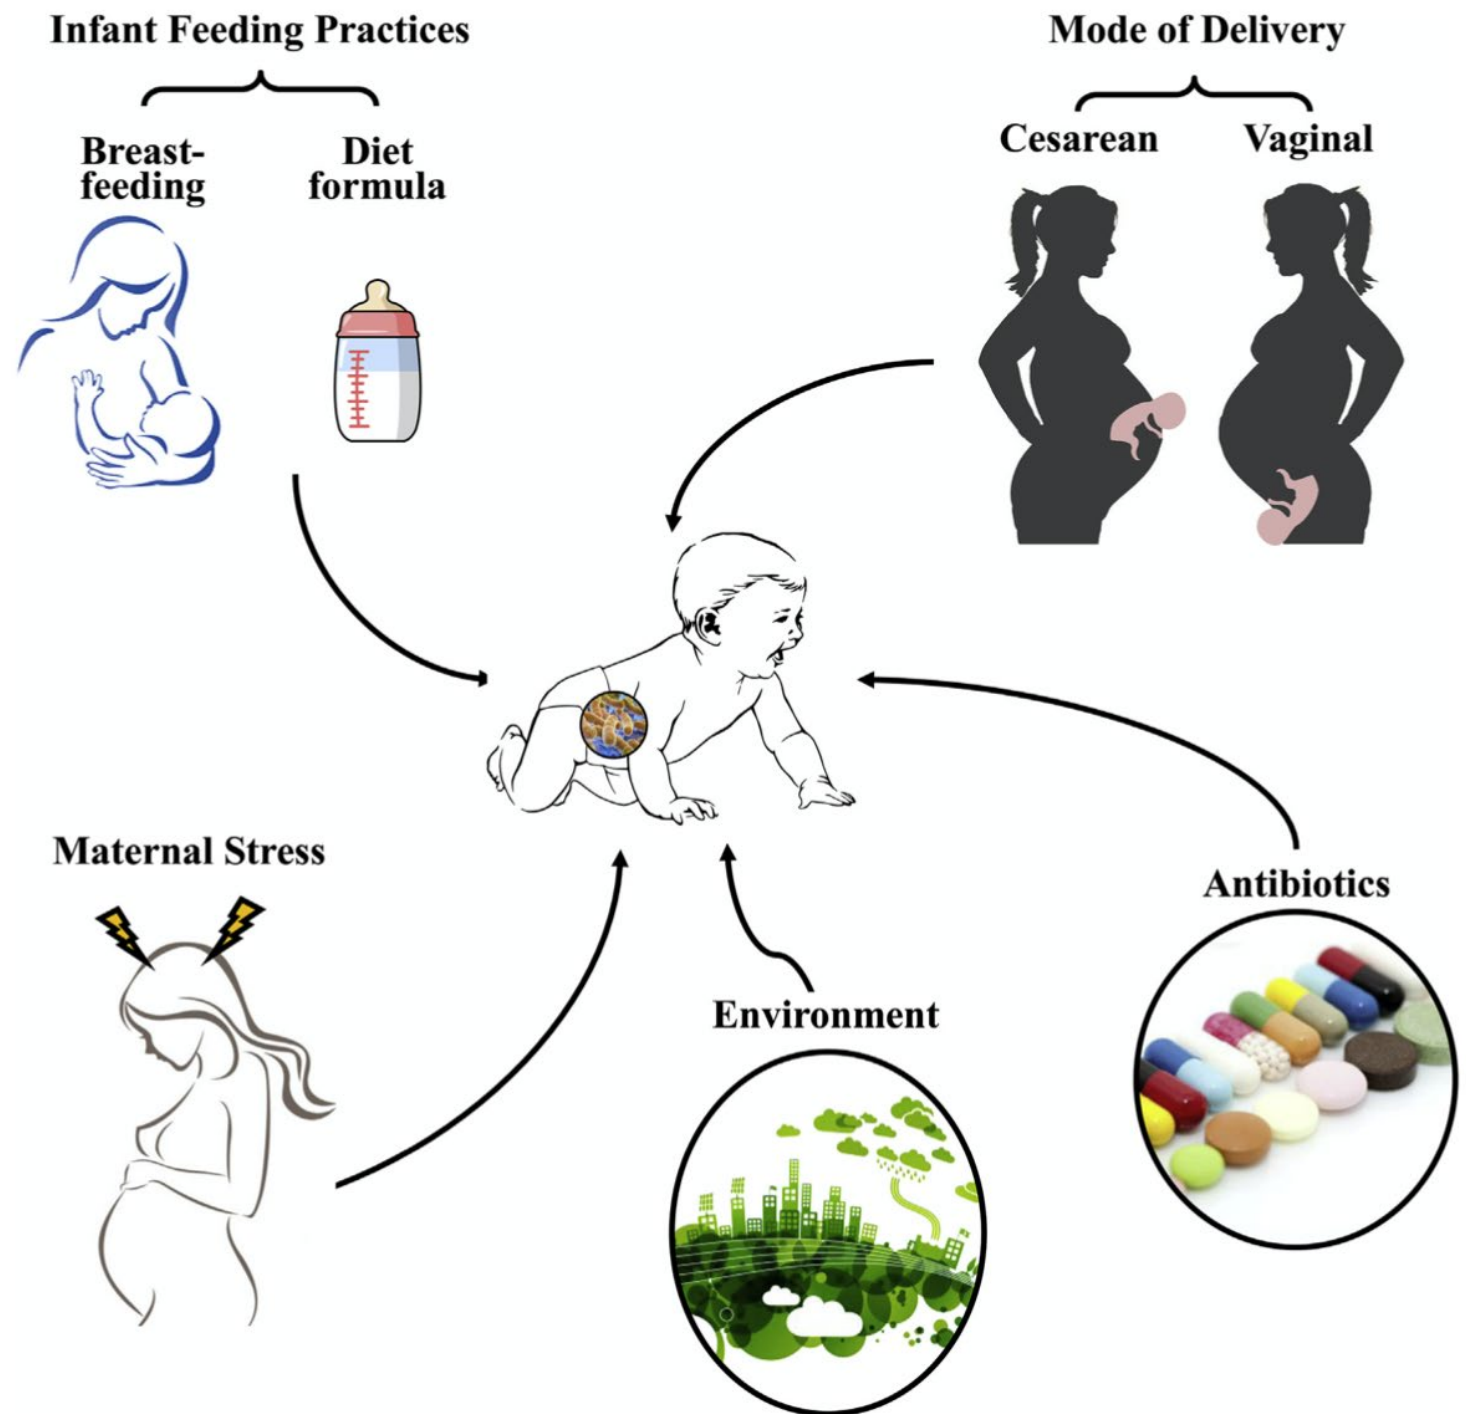 Infant Feeding Practices
Breast-
feeding
Diet
formula
Mode of Delivery
Cesarean
Vaginal
Maternal Stress
Environment
Antibiotics